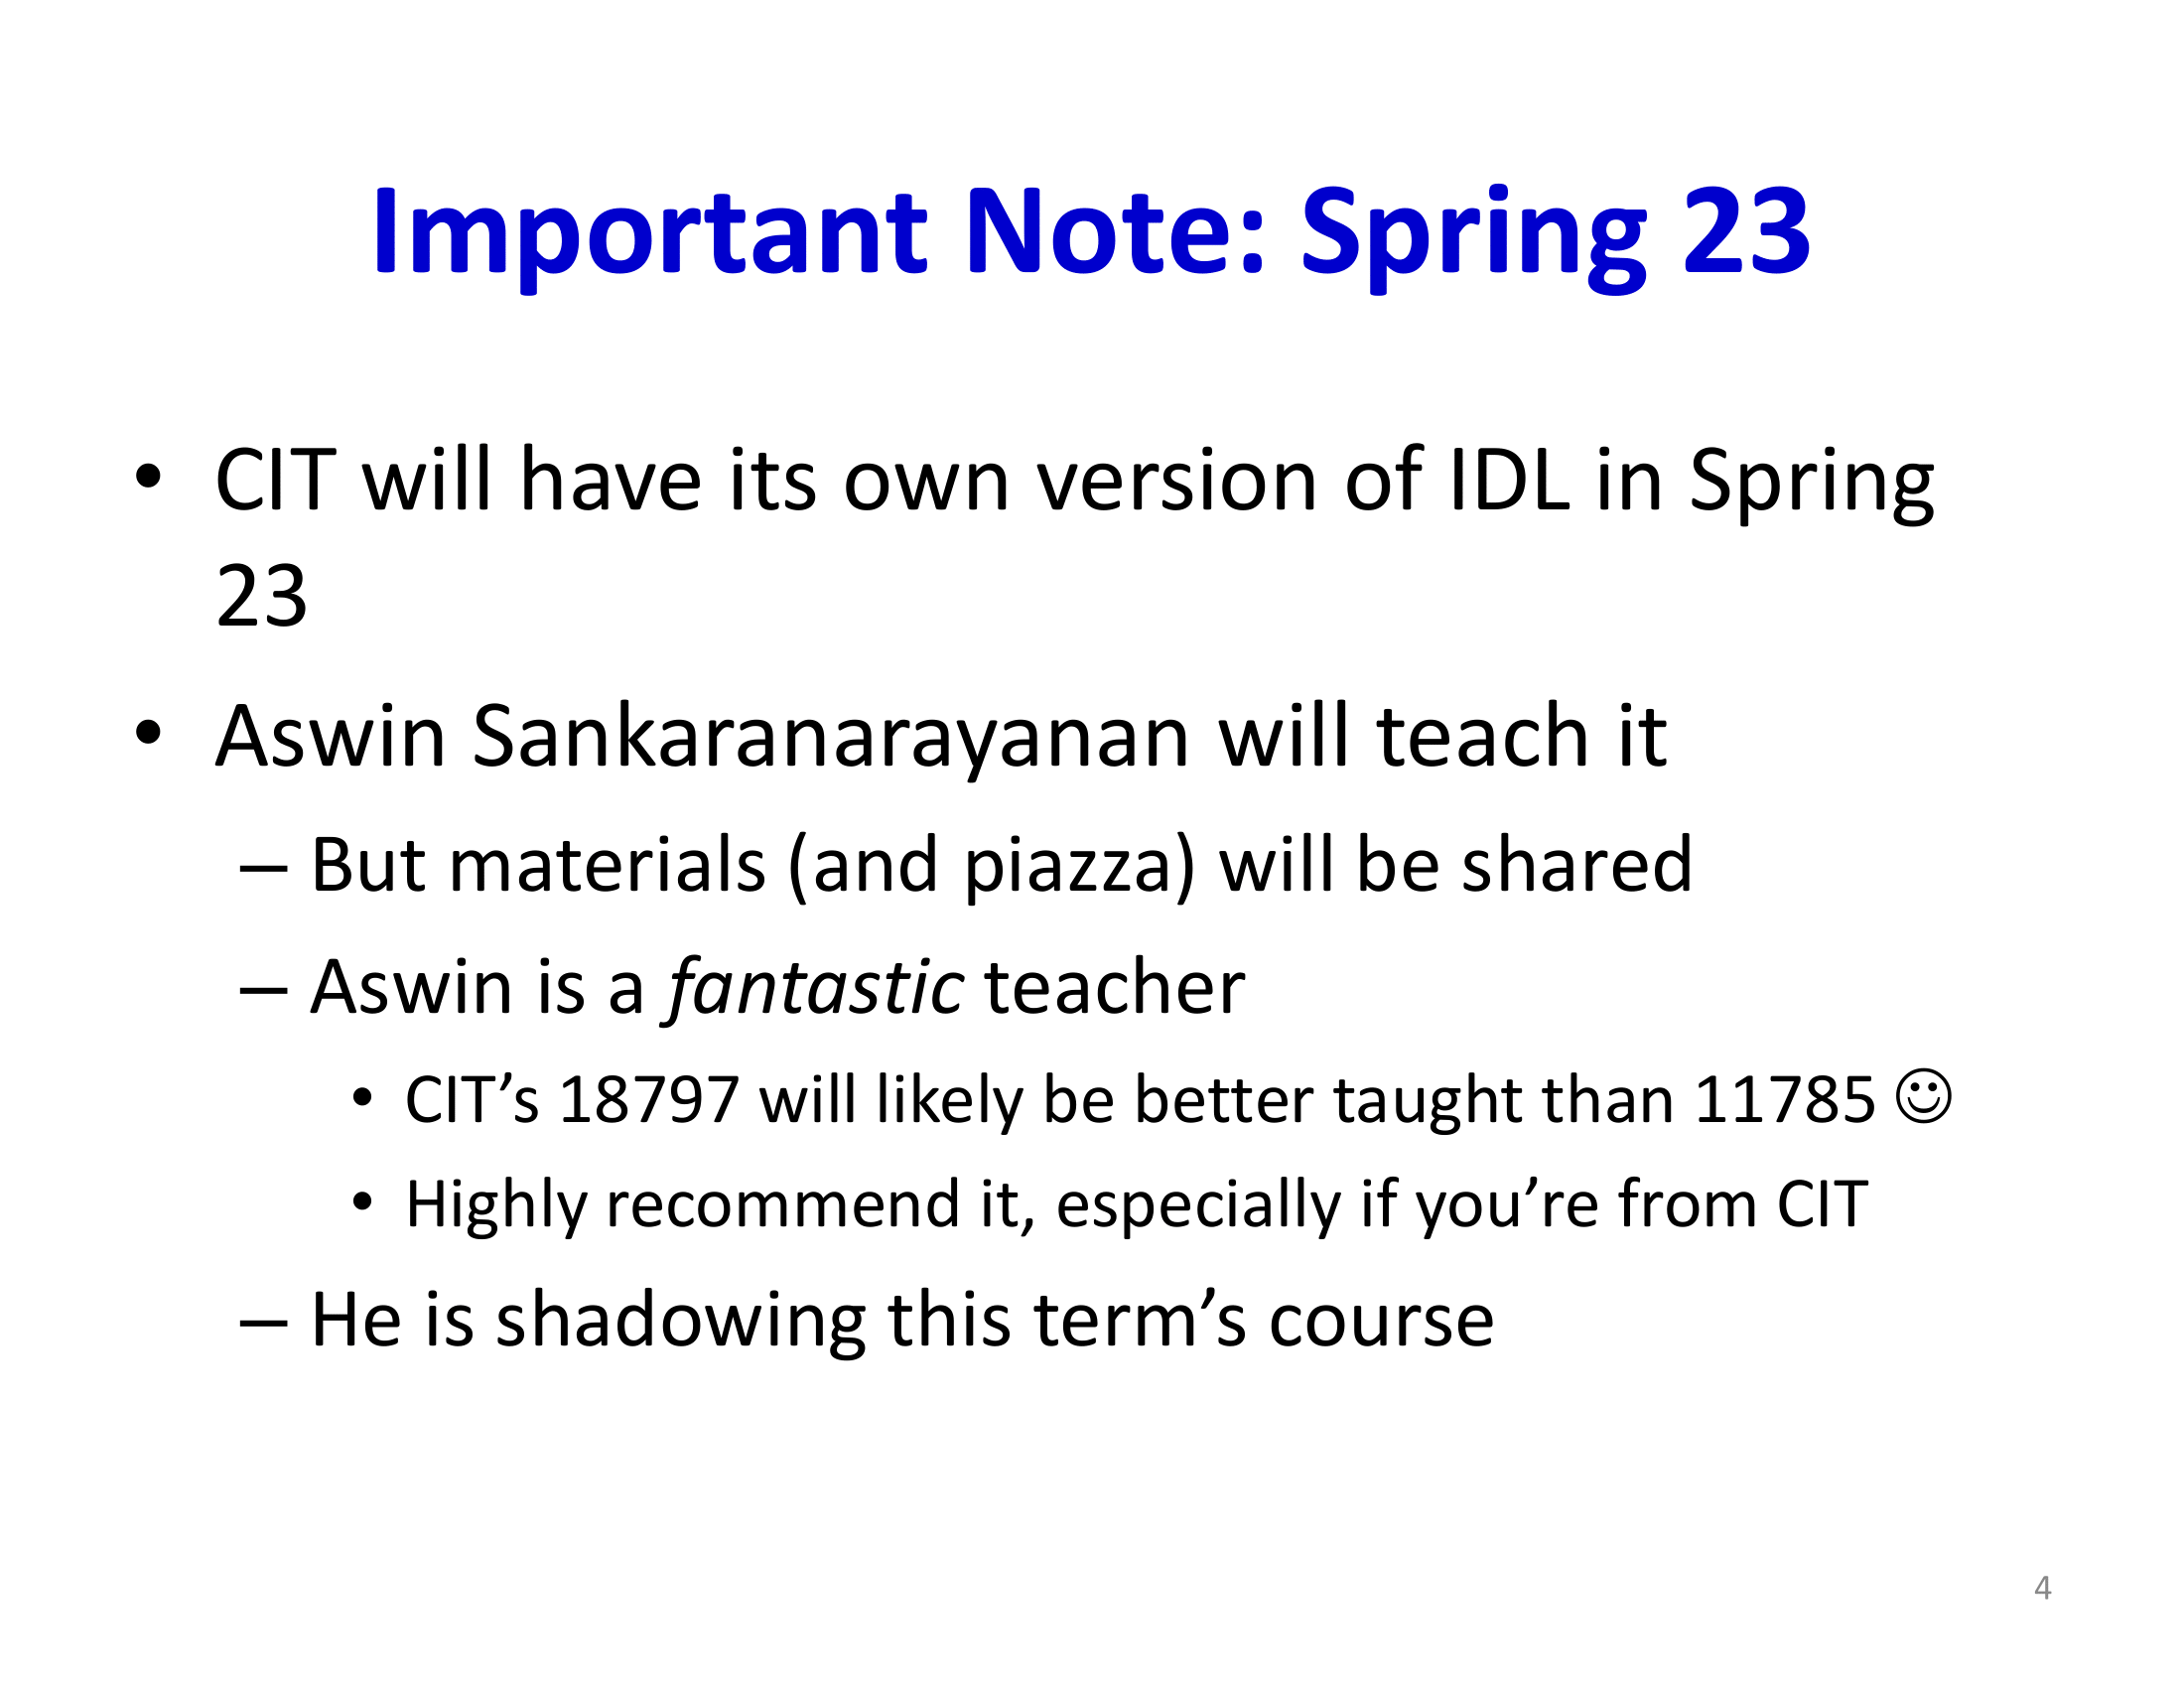 Important Note: Spring 23
• CIT will have its own version of IDL in Spring
23
• Aswin Sankaranarayanan will teach it
– But materials (and piazza) will be shared
– Aswin is a fantastic teacher
• CIT’s 18797 will likely be better taught than 11785 ☺
• Highly recommend it, especially if you’re from CIT
– He is shadowing this term’s course
4